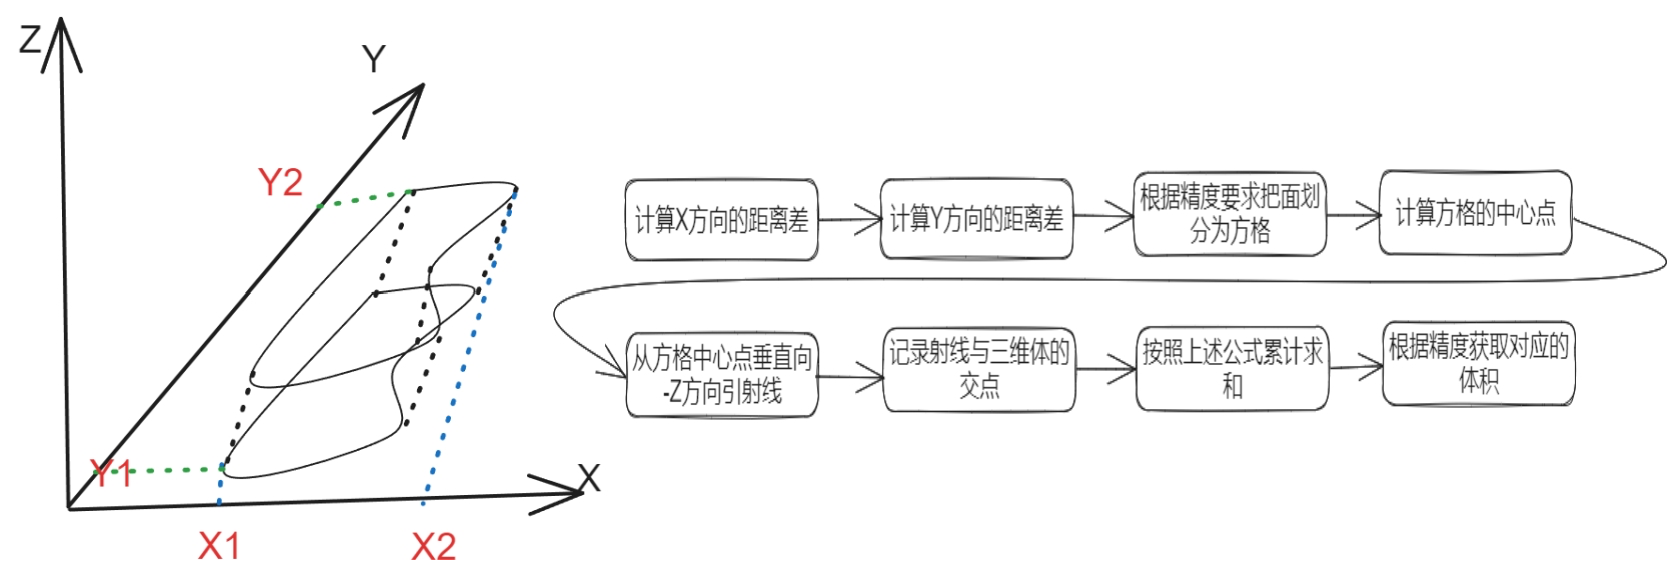 Z
Y
Y2
Y1
X
X1
X2
计算X方向的距离差
计算Y方向的距离差
根据精度要求把面划
分为方格
计算方格的中心点
从方格中心点垂直向
-Z方向引射线
记录射线与三维体的
交点
按照上述公式累计求
和
根据精度获取对应的
体积